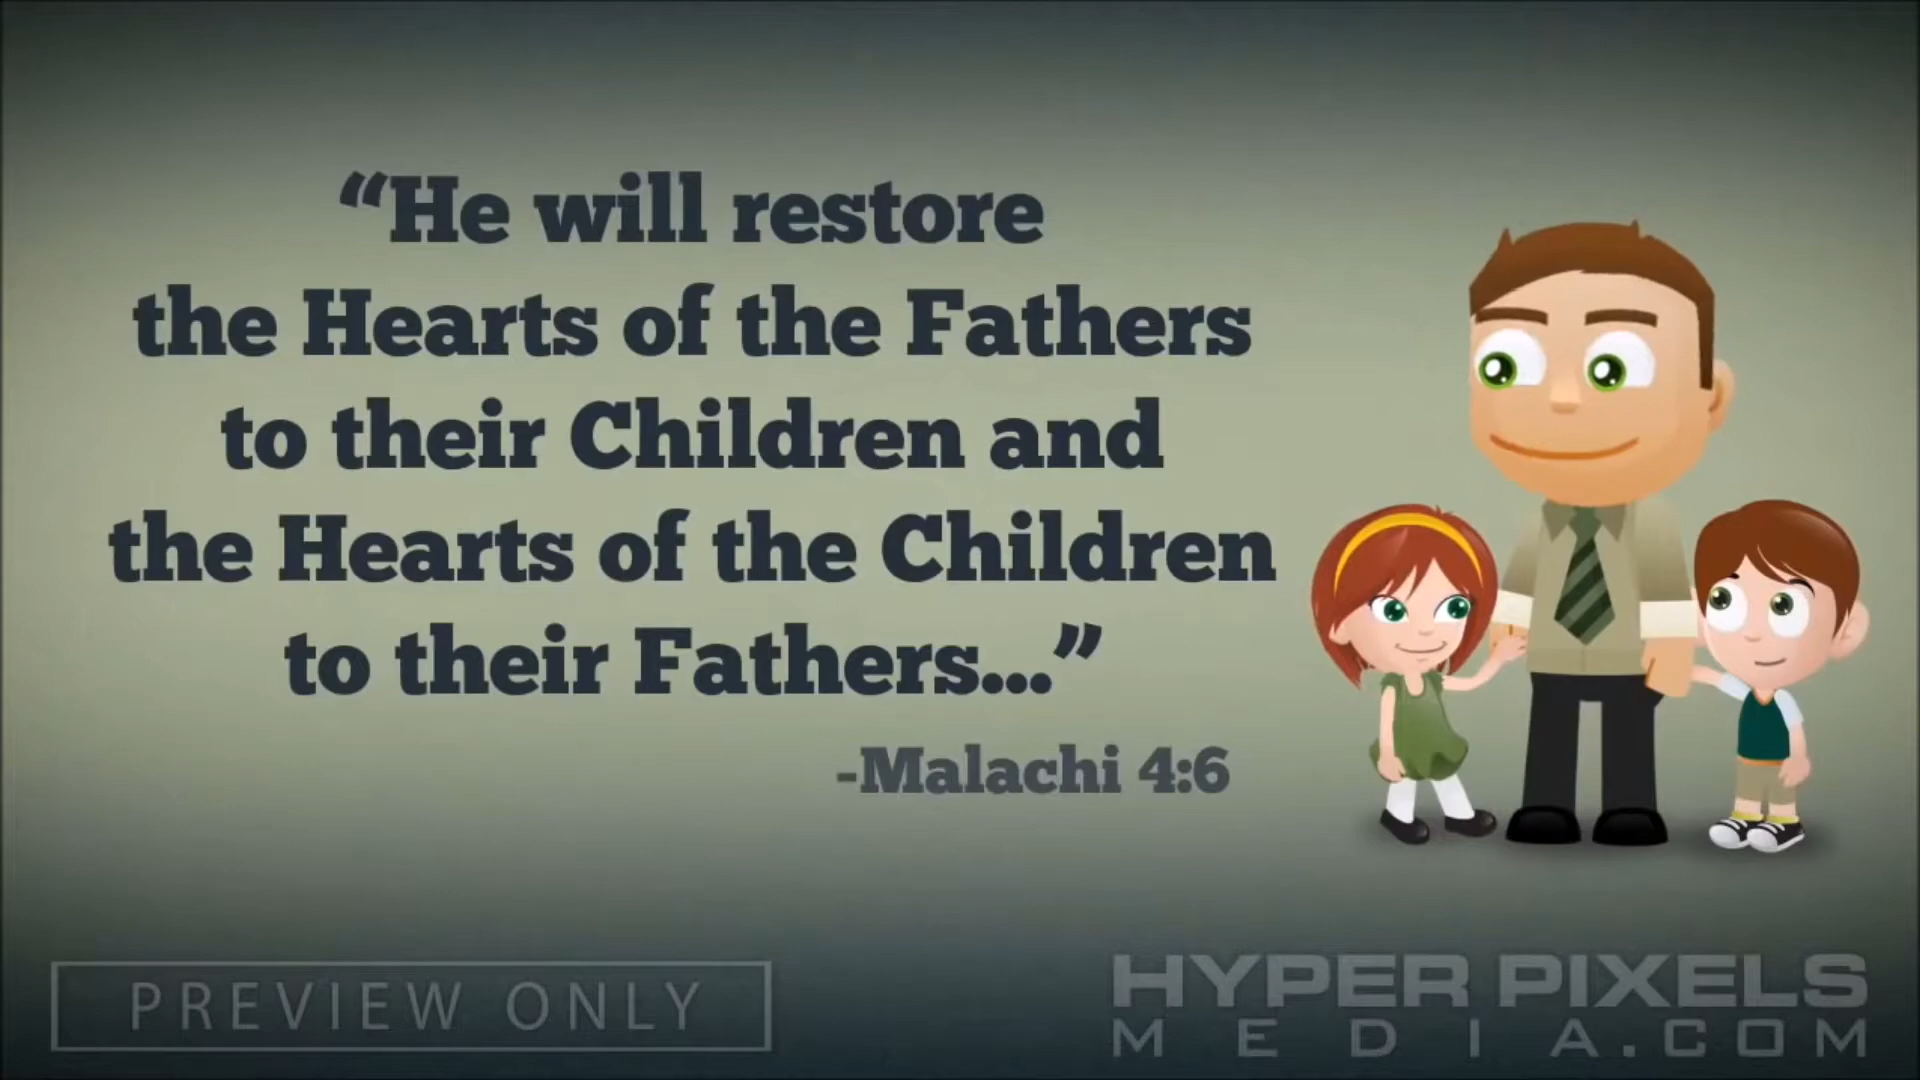 “He will restore
the Hearts of the Fathers
to their Children and
the Hearts of the Children
to their Fathers...”
-Malachi 4:6
PREVIEW ONLY
HYPER PIXELS
MEDIA.COM